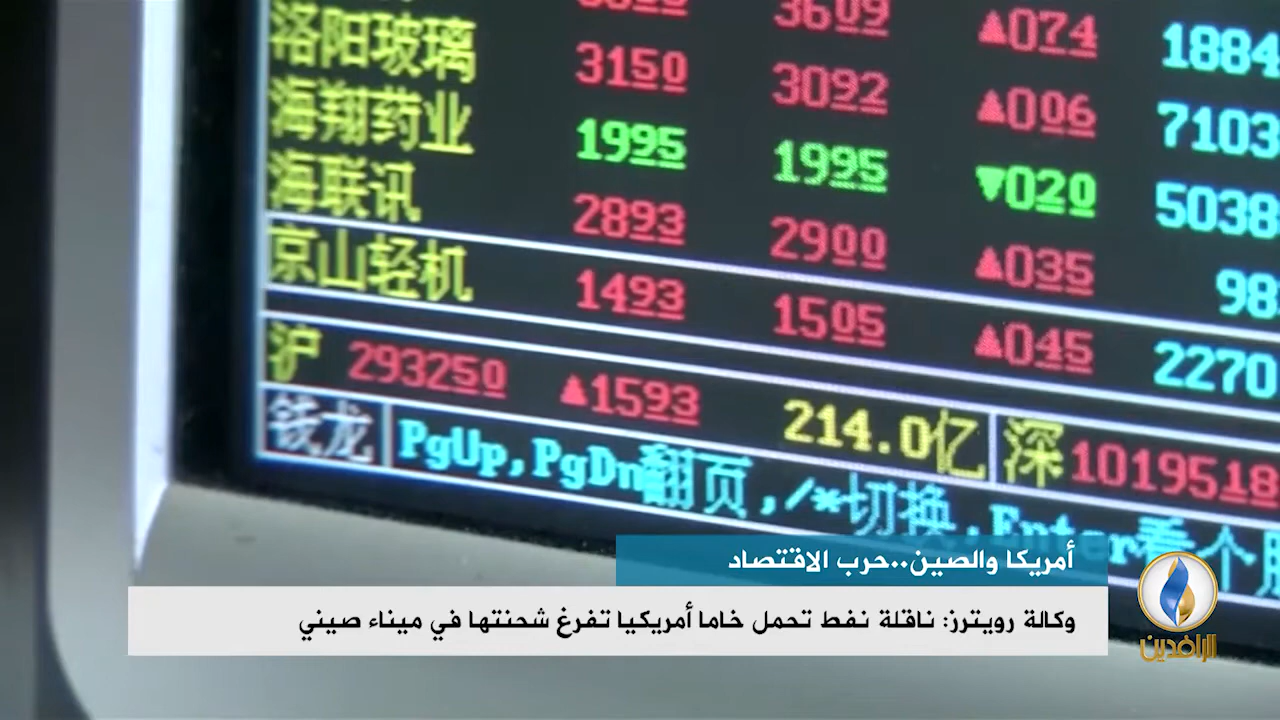 3609 ▲074 1884
洛阳玻璃 3150 3092 ▲006 7103
海翔药业 1995 1995 ▼020 5038
海联讯 2893 2900 ▲035 98
京山轻机 1493 1505 ▲045 2270
沪 293250 ▲1593 214.0亿 深 1019518
钱龙 PgUp,PgDn翻页,/*切换,Enter看个股
أمريكا والصين..حرب الاقتصاد
وكالة رويترز: ناقلة نفط تحمل خاما أمريكيا تفرغ شحنتها في ميناء صيني
الرافدين